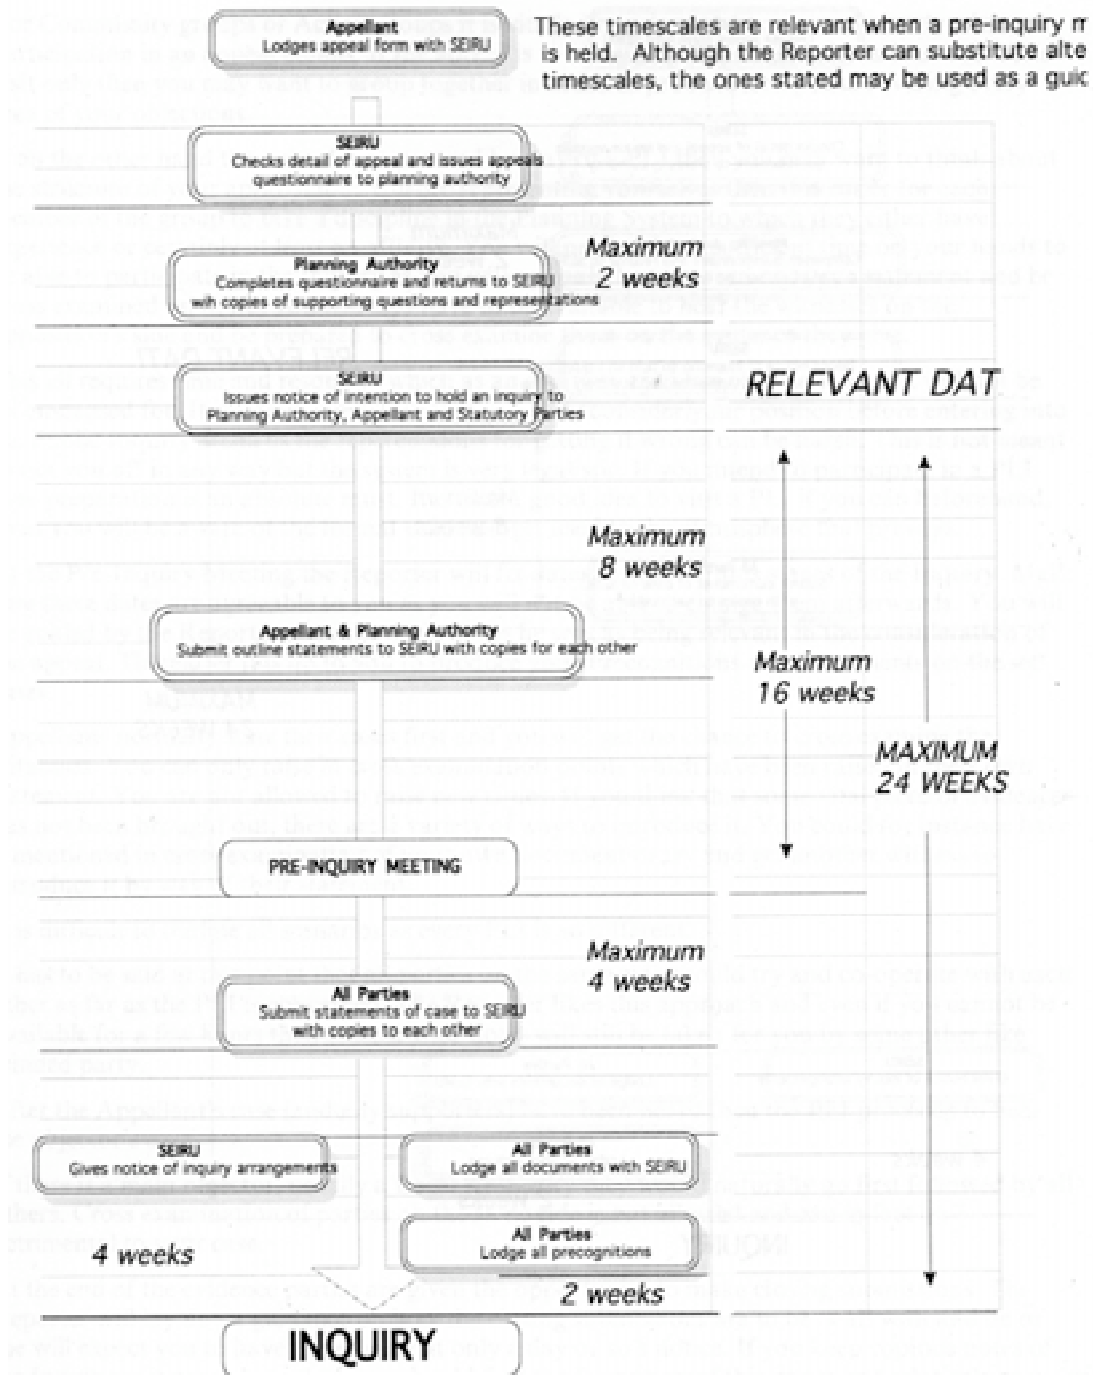 Appellant
Lodges appeal form with SEIRU
These timescales are relevant when a pre-inquiry m
is held. Although the Reporter can substitute alte
timescales, the ones stated may be used as a guid
SEIRU
Checks detail of appeal and issues appeals
questionnaire to planning authority
Maximum
2 weeks
Planning Authority
Completes questionnaire and returns to SEIRU
wih copies of supporting questions and representations
SEIRU
Issues notice of intention to hold an inquiry to
Planning Authority, Appellant and Statutory Parties
RELEVANT DAT
Maximum
8 weeks
Appellant & Planning Authority
Submit outline statements to SEIRU with copies for each other
Maximum
16 weeks
MAXIMUM
24 WEEKS
PRE-INQUIRY MEETING
Maximum
4 weeks
All Parties
Submit statements of case to SEIRU
with copies to each other
SEIRU
Gives notice of inquiry arrangements
All Parties
Lodge all documents with SEIRU
All Parties
Lodge all precognitions
4 weeks
2 weeks
INQUIRY